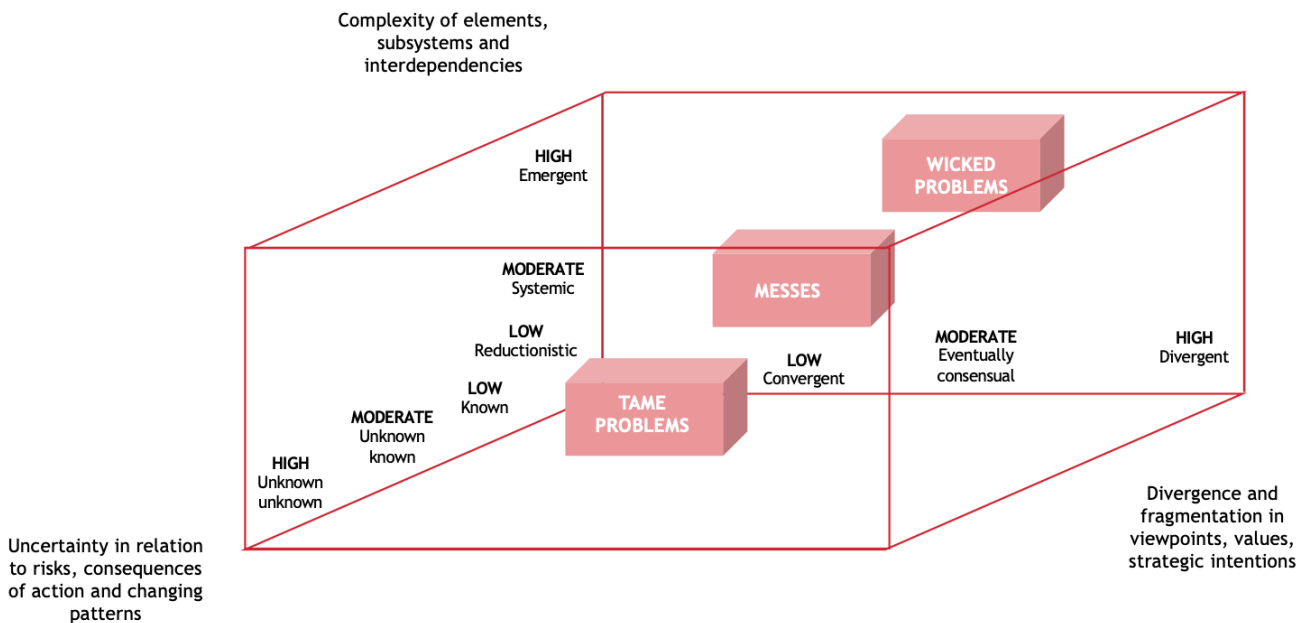 Complexity of elements,
subsystems and
interdependencies
HIGH
Emergent
WICKED
PROBLEMS
MODERATE
Systemic
MESSES
LOW
Reductionistic
LOW
Known
MODERATE
Unknown
known
HIGH
Unknown
unknown
TAME
PROBLEMS
LOW
Convergent
MODERATE
Eventually
consensual
HIGH
Divergent
Uncertainty in relation
to risks, consequences
of action and changing
patterns
Divergence and
fragmentation in
viewpoints, values,
strategic intentions